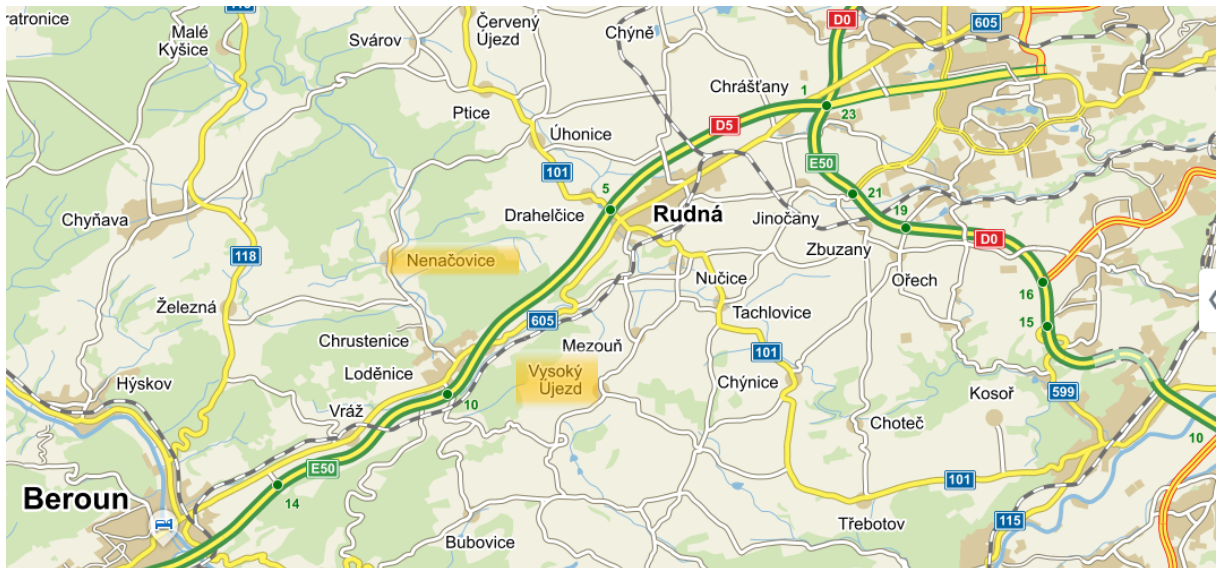 Malé
Kyšice
Červený
Újezd
Svárov
Chýně
D0
605
Chrášťany
1
23
Ptice
Úhonice
D5
101
E50
5
21
Drahelčice
Rudná
19
Jinočany
Chyňava
D0
Zbuzany
118
Nenačovice
Nučice
Ořech
16
Železná
Tachlovice
605
15
Chrustenice
Mezouň
101
Loděnice
Vysoký
Újezd
Chýnice
Hýskov
Kosoř
599
10
Vráž
Choteč
10
E50
101
Beroun
14
Třebotov
115
Bubovice